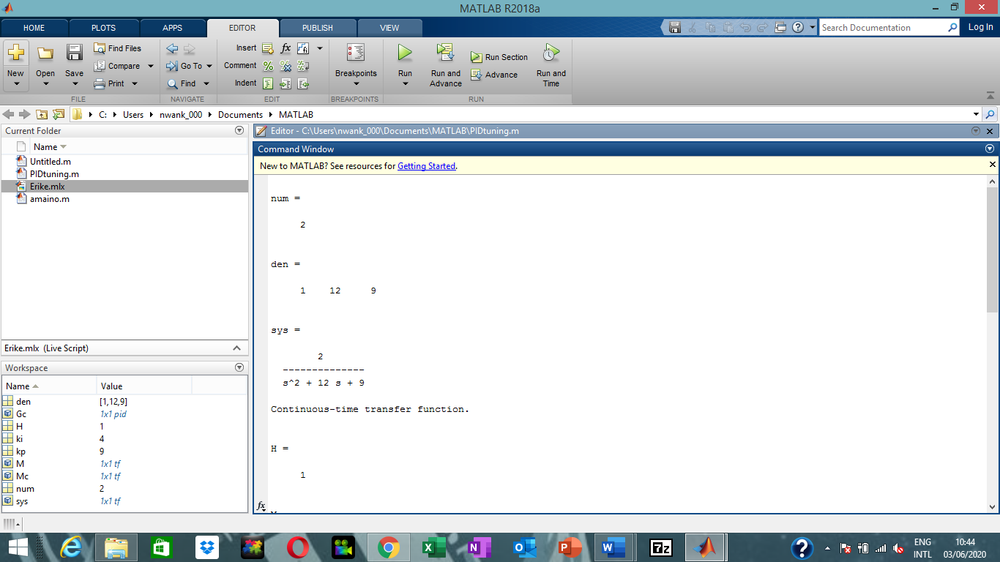 MATLAB R2018a
HOME PLOTS APPS EDITOR PUBLISH VIEW Search Documentation Log In
New Open Save Find Files Compare Print
Go To Find
Insert fx
Comment
Indent
Breakpoints
Run Run and Advance Run Section Advance Run and Time
FILE NAVIGATE EDIT BREAKPOINTS RUN
C: Users nwank_000 Documents MATLAB
Current Folder
Name
Untitled.m
PIDtuning.m
Erike.mlx
amaino.m
Erike.mlx (Live Script)
Workspace
Name Value
den [1,12,9]
Gc 1x1 pid
H 1
ki 4
kp 9
M 1x1 tf
Mc 1x1 tf
num 2
sys 1x1 tf
Editor - C:\Users\nwank_000\Documents\MATLAB\PIDtuning.m
Command Window
New to MATLAB? See resources for Getting Started.
num =
2
den =
1 12 9
sys =
2
--------------
s^2 + 12 s + 9
Continuous-time transfer function.
H =
1
fx
ENG 10:44
INTL 03/06/2020